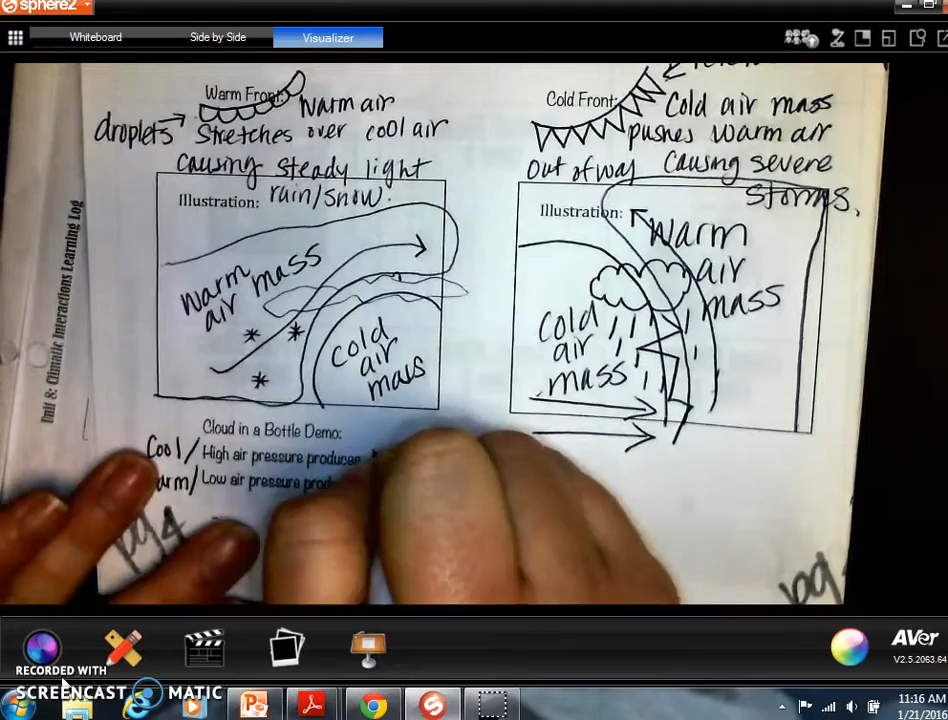 sphere2
Whiteboard
Side by Side
Visualizer
Warm Front:
Warm air
droplets → Stretches over cool air
causing steady light
rain/snow.
Illustration:
warm
air
mass
cold
air
mass
Cold Front:
Cold air mass
pushes warm air
out of way causing severe
storms.
Illustration:
Warm
air
mass
cold
air
mass
Unit 8: Climatic Interactions Learning Log
Cloud in a Bottle Demo:
Cool/ High air pressure
Low air pressure
pg 4
pg
RECORDED WITH
SCREENCAST MATIC
AVer
V2.5.2063.64
11:16 AM
1/21/2016